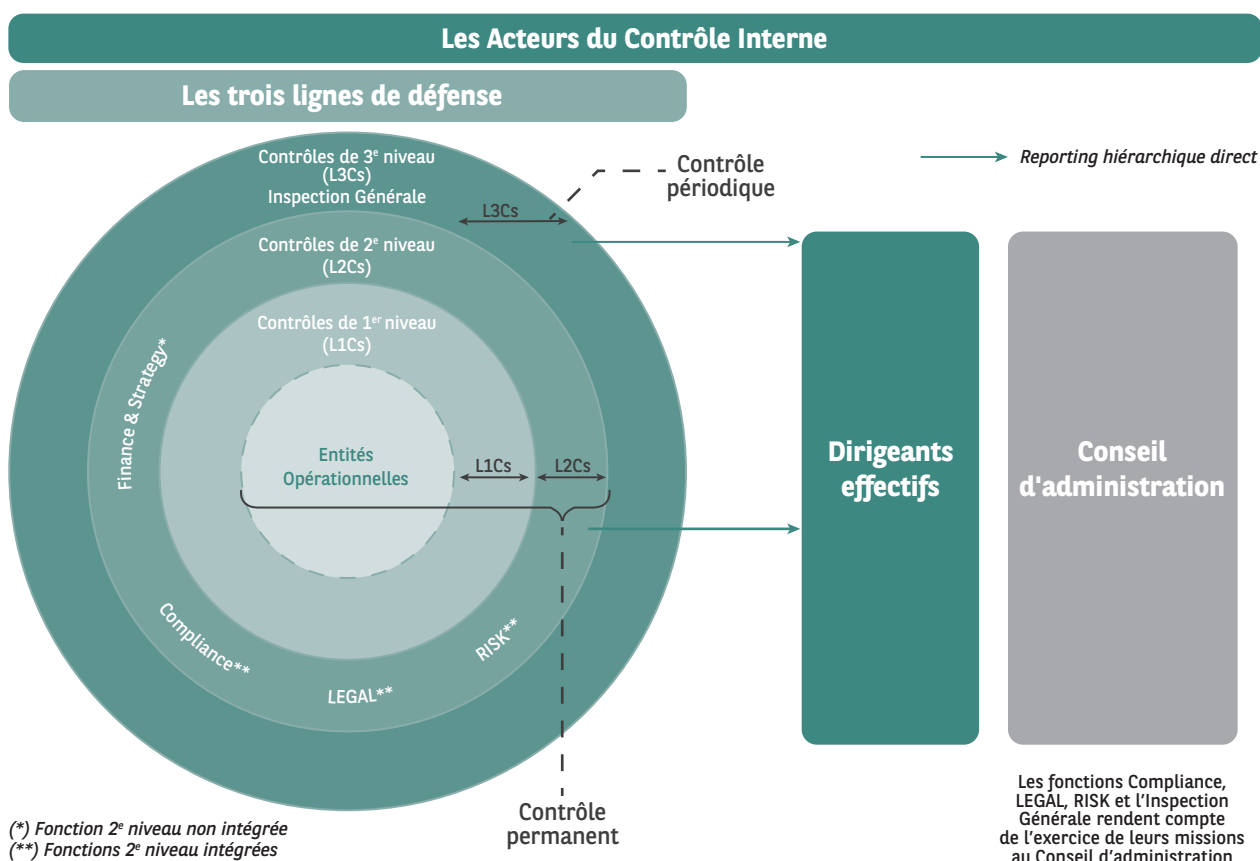 Les Acteurs du Contrôle Interne
Les trois lignes de défense
Contrôles de 3e niveau
(L3Cs)
Inspection Générale
Contrôle
périodique
Reporting hiérarchique direct
L3Cs
Contrôles de 2e niveau
(L2Cs)
Contrôles de 1er niveau
(L1Cs)
Finance & Strategy*
Entités
Opérationnelles
L1Cs
L2Cs
Dirigeants
effectifs
Conseil
d'administration
Compliance**
LEGAL**
RISK**
Contrôle
permanent
(*) Fonction 2e niveau non intégrée
(**) Fonctions 2e niveau intégrées
Les fonctions Compliance,
LEGAL, RISK et l'Inspection
Générale rendent compte
de l'exercice de leurs missions
au Conseil d'administration